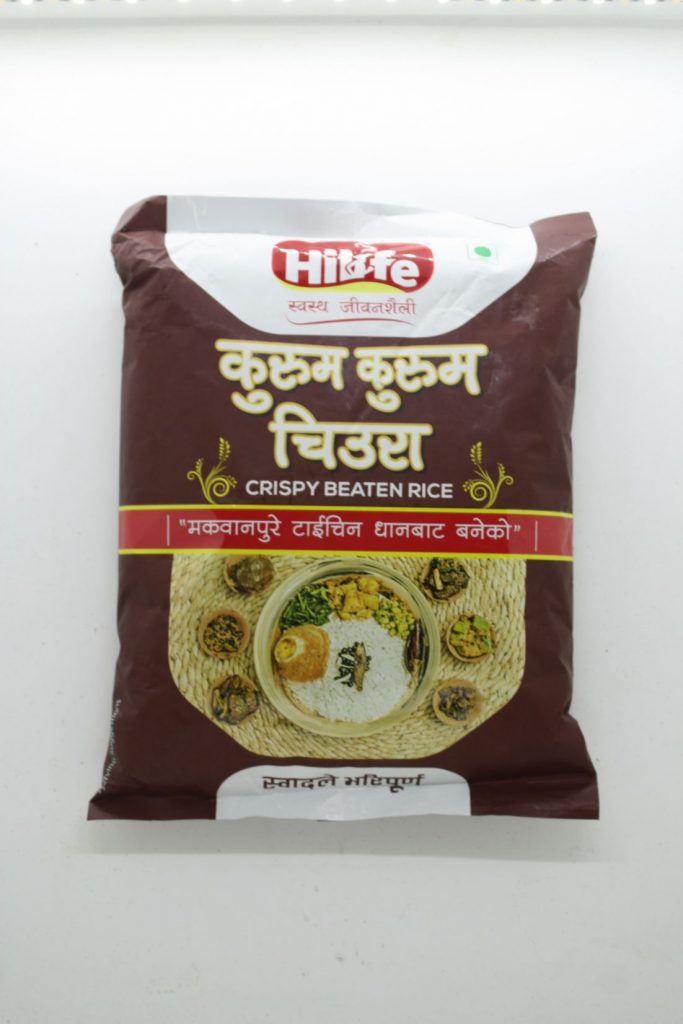 Hilife
स्वस्थ जीवनशैली
कुरुम कुरुम
चिउरा
CRISPY BEATEN RICE
"मकवानपुरे टाईचिन धानबाट बनेको"
स्वादले भरिपूर्ण